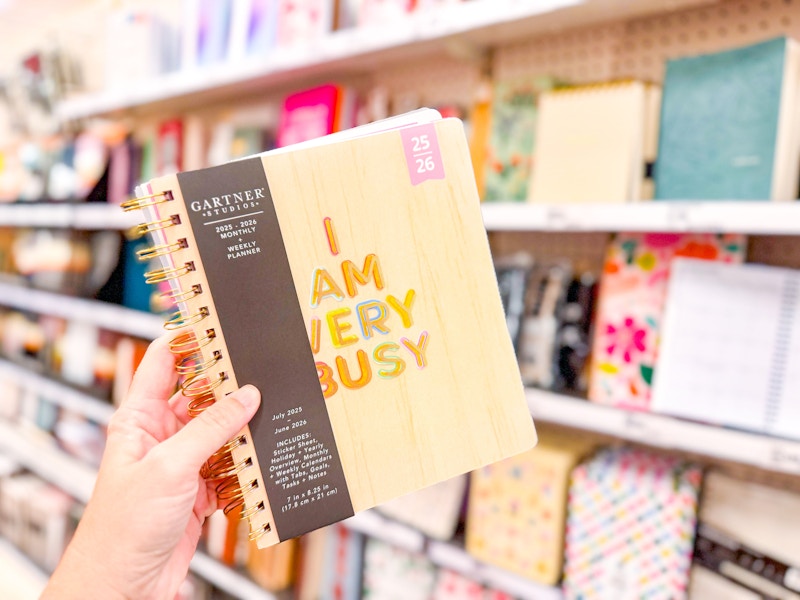 25
26
GARTNER®
•STUDIOS•
2025 - 2026
MONTHLY
+
WEEKLY
PLANNER
I
AM
VERY
BUSY
July 2025
–
June 2026
INCLUDES:
Sticker Sheet,
Holiday + Yearly
Overview, Monthly
+ Weekly Calendars
with Tabs, Goals,
Tasks + Notes
7 in x 8.25 in
(17.8 cm x 21 cm)